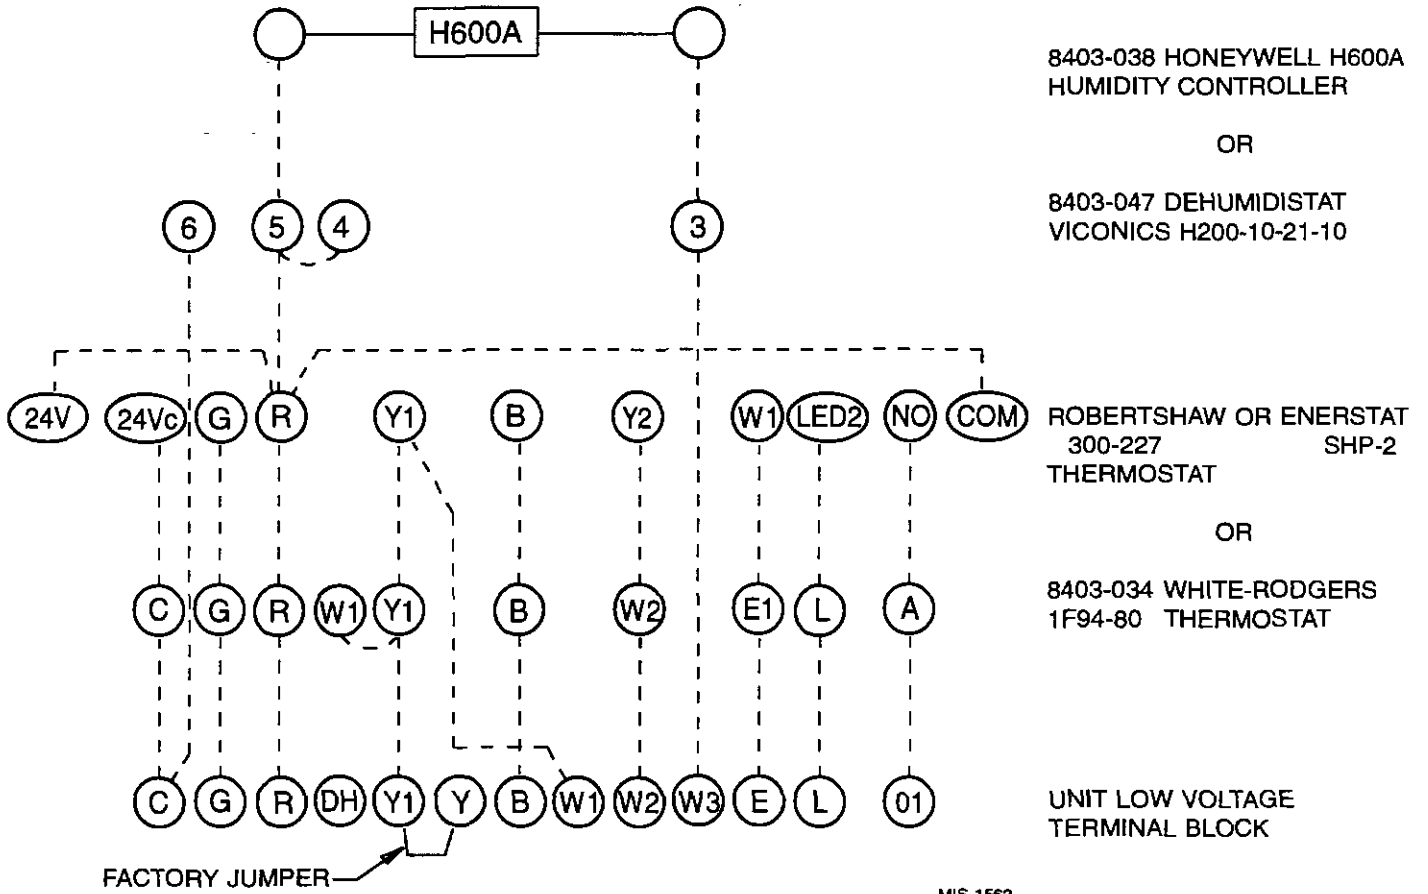 H600A
8403-038 HONEYWELL H600A
HUMIDITY CONTROLLER
OR
6 5 4 3
8403-047 DEHUMIDISTAT
VICONICS H200-10-21-10
24V 24Vc G R Y1 B Y2 W1 LED2 NO COM
ROBERTSHAW OR ENERSTAT
300-227 SHP-2
THERMOSTAT
OR
C G R W1 Y1 B W2 E1 L A
8403-034 WHITE-RODGERS
1F94-80 THERMOSTAT
C G R DH Y1 Y B W1 W2 W3 E L 01
UNIT LOW VOLTAGE
TERMINAL BLOCK
FACTORY JUMPER